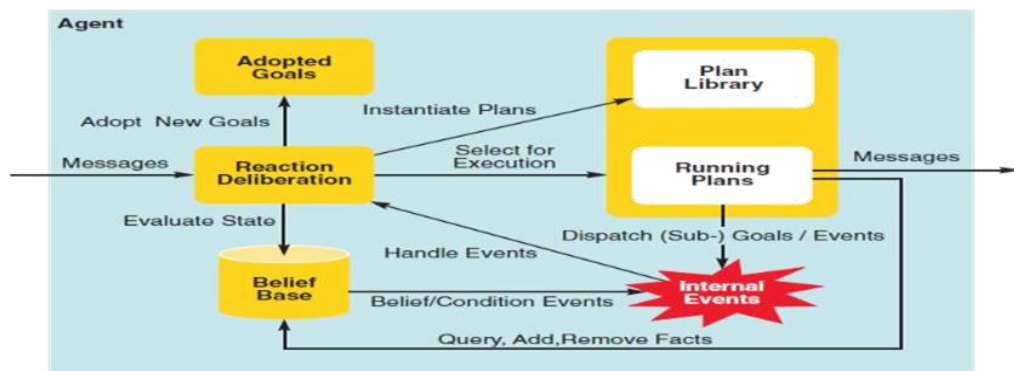 Agent
Adopted
Goals
Plan
Library
Instantiate Plans
Adopt New Goals
Messages
Reaction
Deliberation
Select for
Execution
Running
Plans
Messages
Evaluate State
Dispatch (Sub-) Goals / Events
Handle Events
Belief
Base
Belief/Condition Events
Internal
Events
Query, Add,Remove Facts